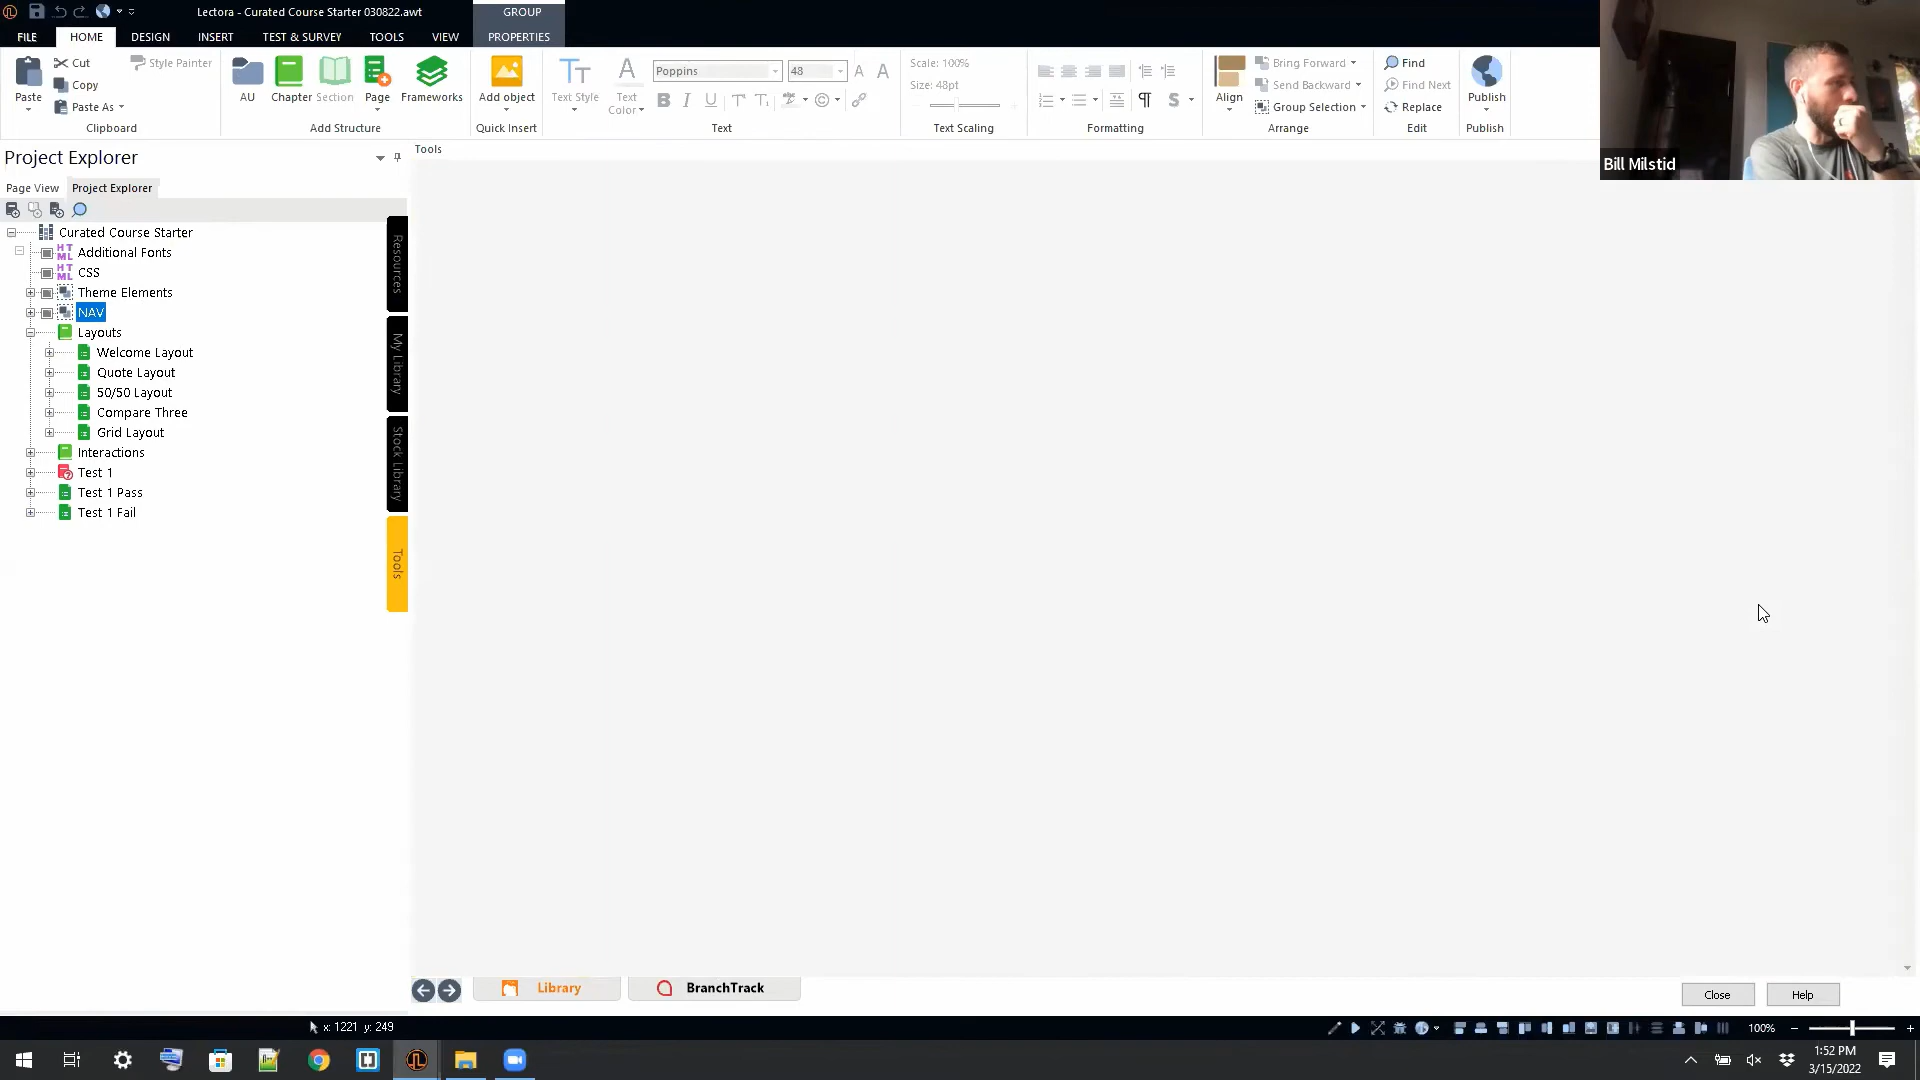 Lectora - Curated Course Starter 030822.awt
GROUP
FILE
HOME
DESIGN
INSERT
TEST & SURVEY
TOOLS
VIEW
PROPERTIES
Paste
Cut
Copy
Paste As
Style Painter
Clipboard
AU
Chapter
Section
Page
Frameworks
Add Structure
Add object
Quick Insert
Text Style
Text Color
Poppins
48
A A
B I U
Text
Scale: 100%
Size: 48pt
Text Scaling
Formatting
Align
Bring Forward
Send Backward
Group Selection
Arrange
Find
Find Next
Replace
Edit
Publish
Publish
Bill Milstid
Project Explorer
Page View
Project Explorer
Curated Course Starter
HTML Additional Fonts
HTML CSS
Theme Elements
NAV
Layouts
Welcome Layout
Quote Layout
50/50 Layout
Compare Three
Grid Layout
Interactions
Test 1
Test 1 Pass
Test 1 Fail
Resources
My Library
Stock Library
Tools
Tools
Library
BranchTrack
Close
Help
x: 1221 y: 249
100%
1:52 PM
3/15/2022